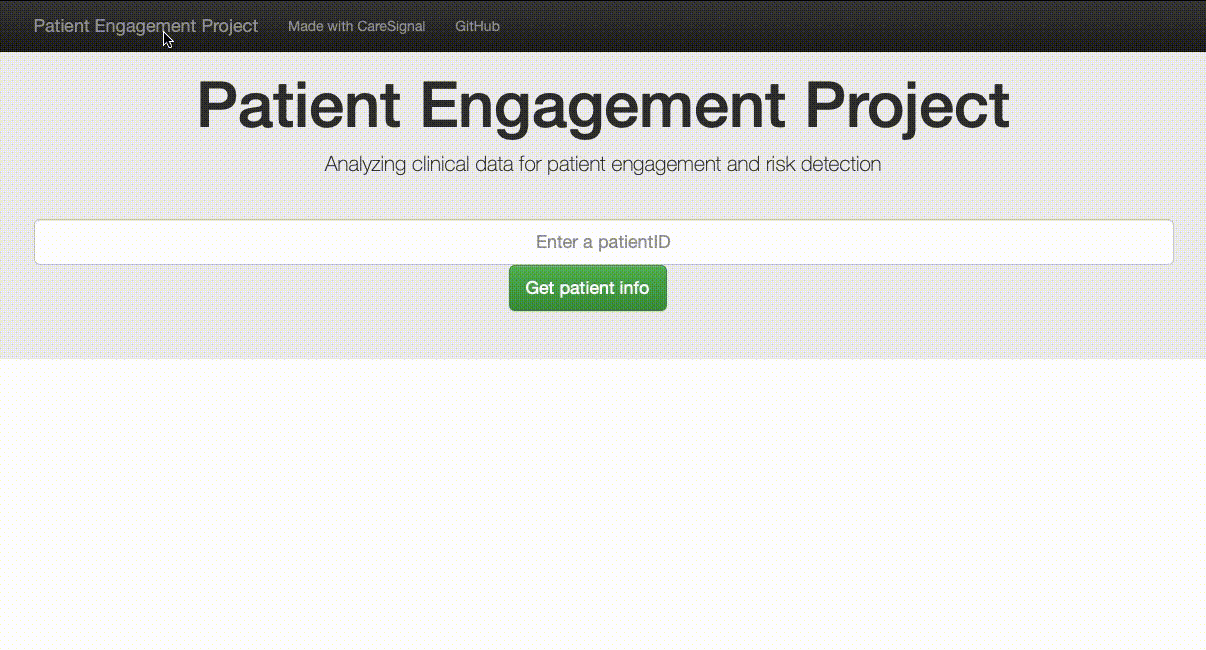 Patient Engagement Project Made with CareSignal GitHub
Patient Engagement Project
Analyzing clinical data for patient engagement and risk detection
Enter a patientID
Get patient info